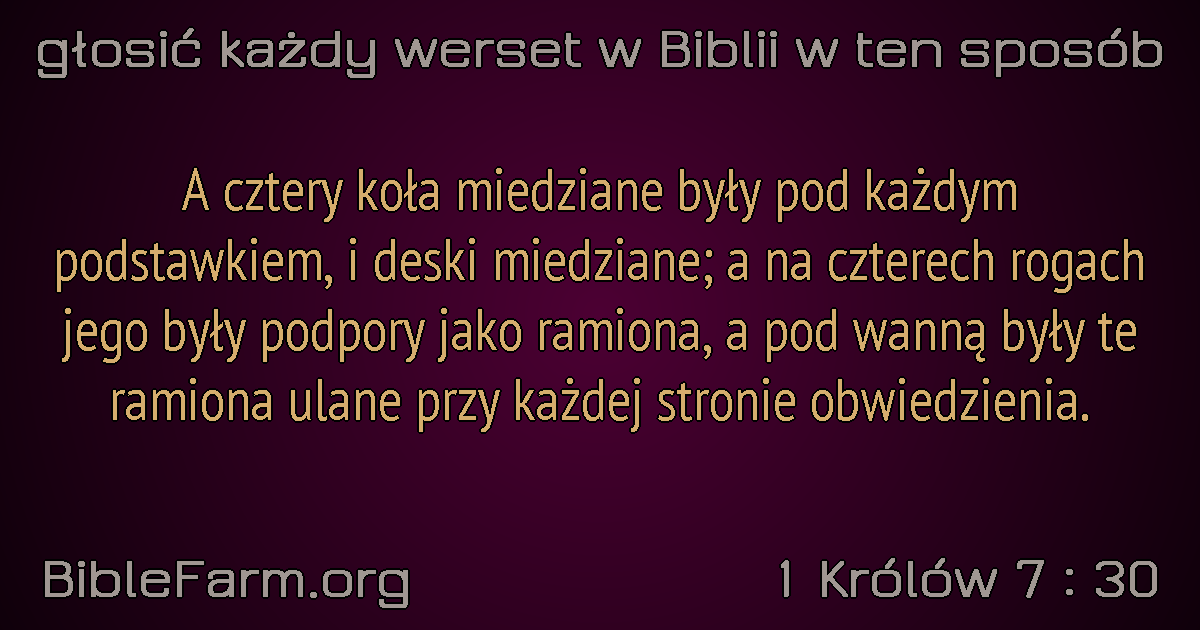 głosić każdy werset w Biblii w ten sposób
A cztery koła miedziane były pod każdym
podstawkiem, i deski miedziane; a na czterech rogach
jego były podpory jako ramiona, a pod wanną były te
ramiona ulane przy każdej stronie obwiedzienia.
BibleFarm.org
1 Królów 7 : 30